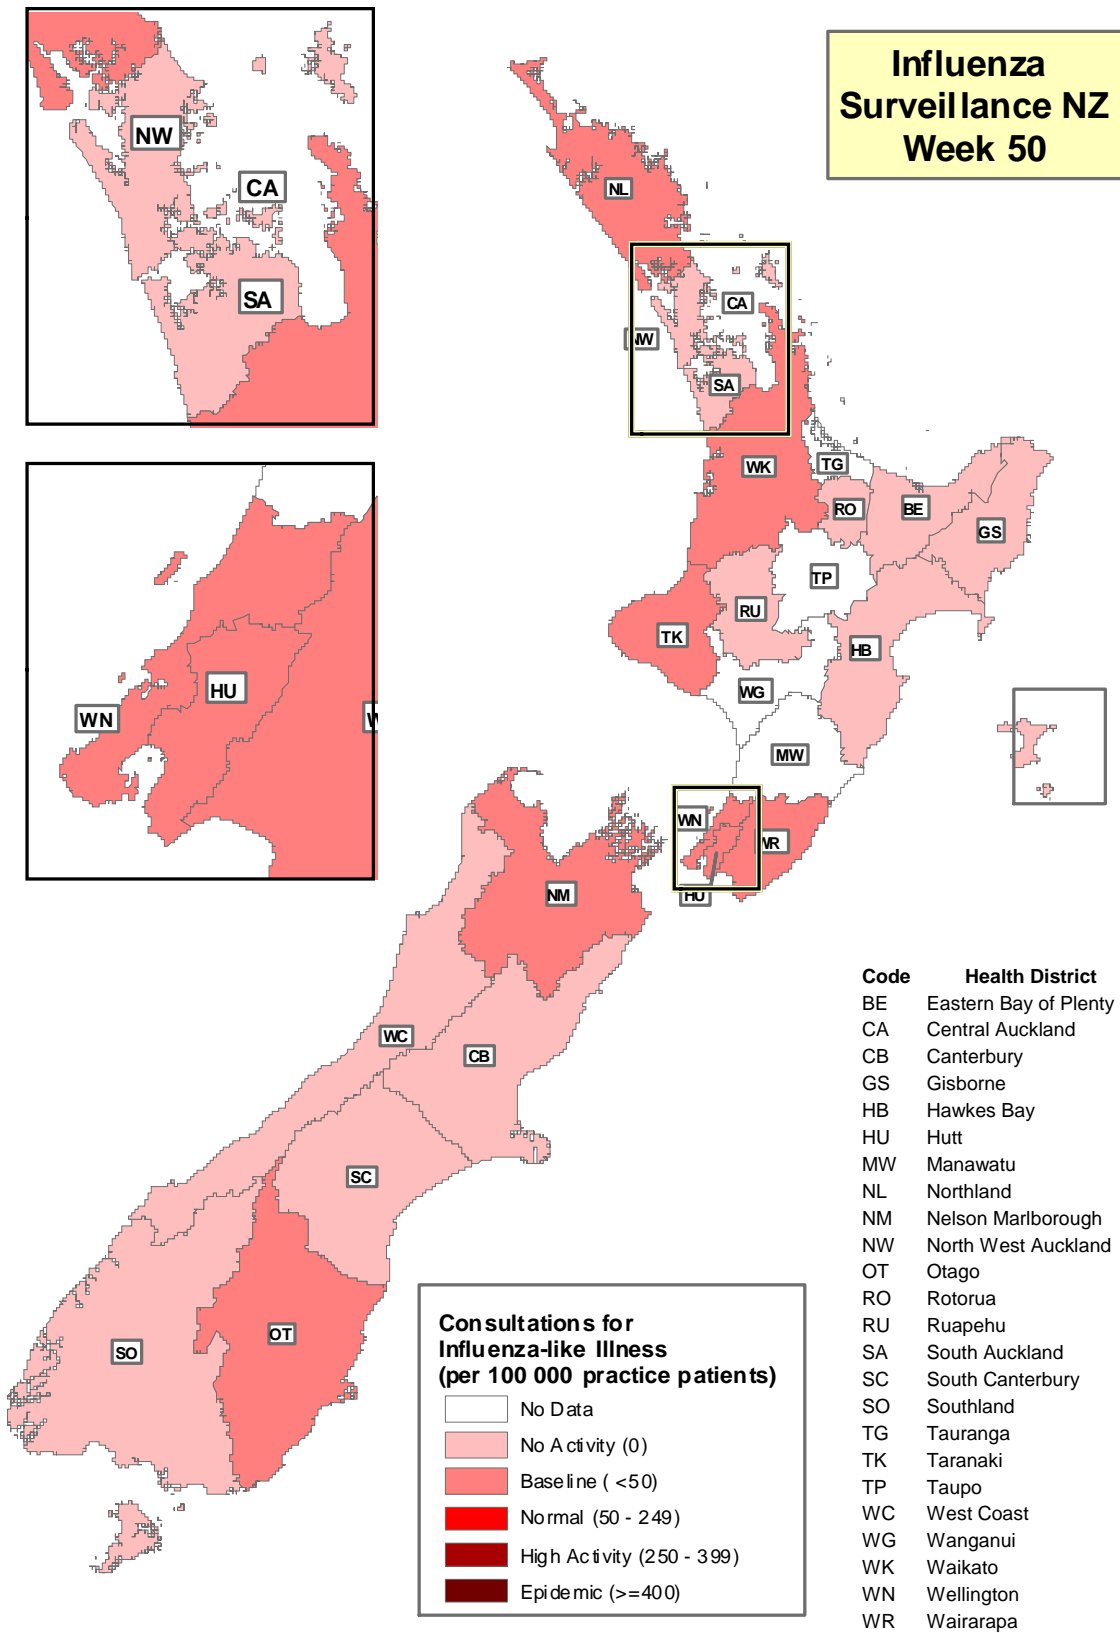 Influenza
Surveillance NZ
Week 50
NW
CA
SA
HU
WN
W
NL
CA
NW
SA
WK
TG
RO
BE
GS
TP
RU
TK
HB
WG
MW
WN
WR
HU
NM
WC
CB
SC
OT
SO
Consultations for
Influenza-like Illness
(per 100 000 practice patients)
No Data
No Activity (0)
Baseline ( <50)
Normal (50 - 249)
High Activity (250 - 399)
Epidemic (>=400)
Code Health District
BE Eastern Bay of Plenty
CA Central Auckland
CB Canterbury
GS Gisborne
HB Hawkes Bay
HU Hutt
MW Manawatu
NL Northland
NM Nelson Marlborough
NW North West Auckland
OT Otago
RO Rotorua
RU Ruapehu
SA South Auckland
SC South Canterbury
SO Southland
TG Tauranga
TK Taranaki
TP Taupo
WC West Coast
WG Wanganui
WK Waikato
WN Wellington
WR Wairarapa